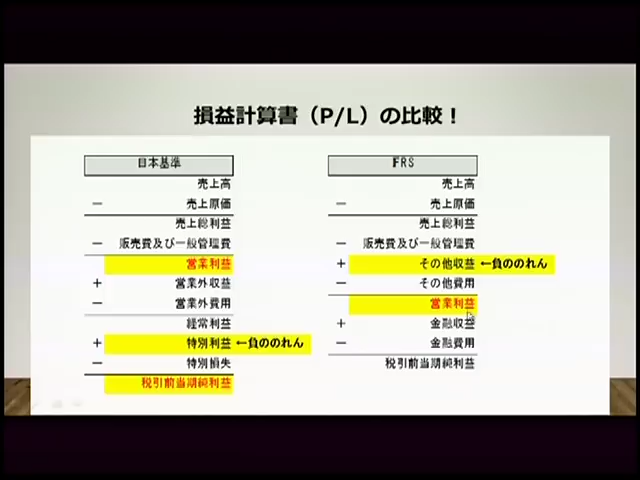 損益計算書（P/L）の比較！
日本基準
売上高
－ 売上原価
売上総利益
－ 販売費及び一般管理費
営業利益
＋ 営業外収益
－ 営業外費用
経常利益
＋ 特別利益 ←負ののれん
－ 特別損失
税引前当期純利益
IFRS
売上高
－ 売上原価
売上総利益
－ 販売費及び一般管理費
＋ その他収益 ←負ののれん
－ その他費用
営業利益
＋ 金融収益
－ 金融費用
税引前当期純利益